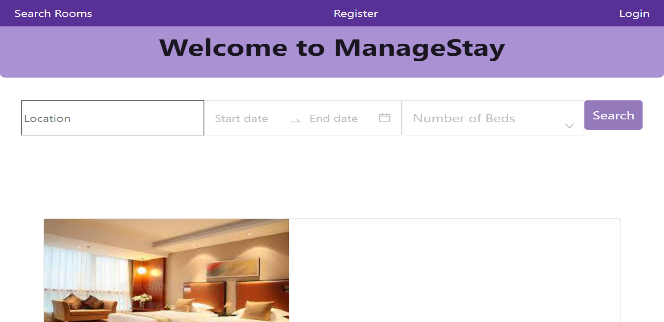 Search Rooms Register Login
Welcome to ManageStay
Location Start date End date Number of Beds Search